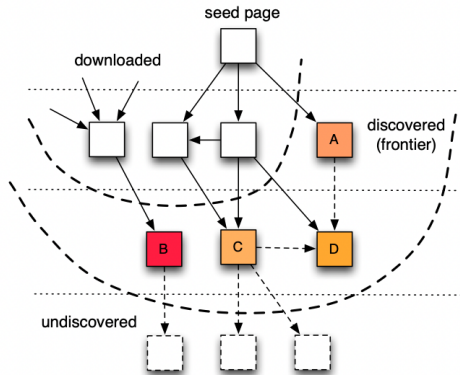 seed page
downloaded
A
discovered
(frontier)
B
C
D
undiscovered